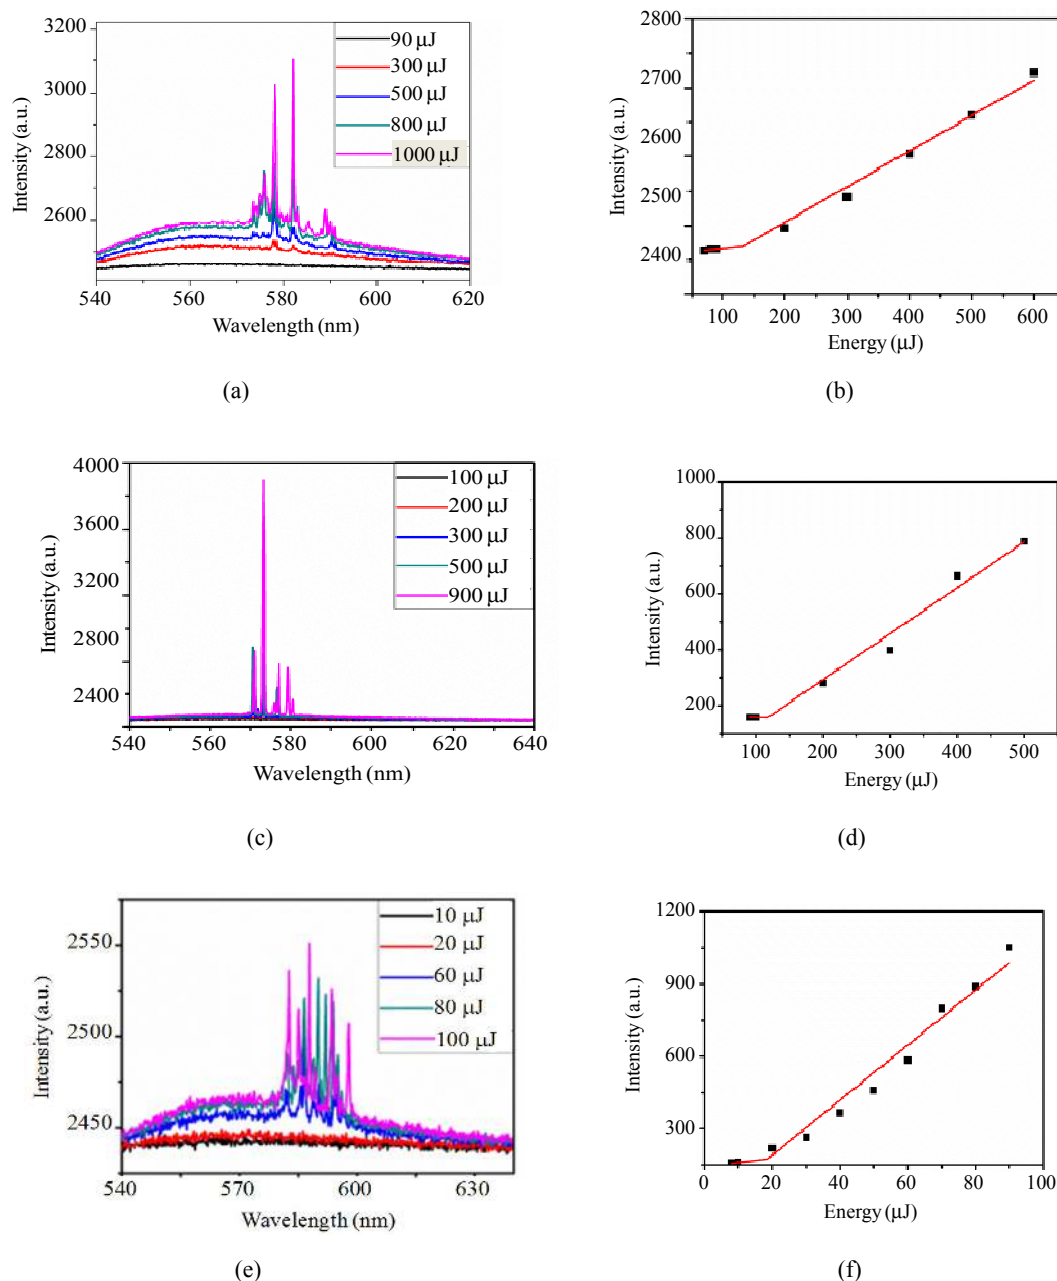 3200
3000
2800
2600
540
560
580
600
620
Intensity (a.u.)
Wavelength (nm)
90 μJ
300 μJ
500 μJ
800 μJ
1000 μJ
(a)
2800
2700
2600
2500
2400
100
200
300
400
500
600
Intensity (a.u.)
Energy (μJ)
(b)
4000
3600
3200
2800
2400
540
560
580
600
620
640
Intensity (a.u.)
Wavelength (nm)
100 μJ
200 μJ
300 μJ
500 μJ
900 μJ
(c)
1000
800
600
400
200
100
200
300
400
500
Intensity (a.u.)
Energy (μJ)
(d)
2550
2500
2450
540
570
600
630
Intensity (a.u.)
Wavelength (nm)
10 μJ
20 μJ
60 μJ
80 μJ
100 μJ
(e)
1200
900
600
300
0
20
40
60
80
100
Intensity (a.u.)
Energy (μJ)
(f)